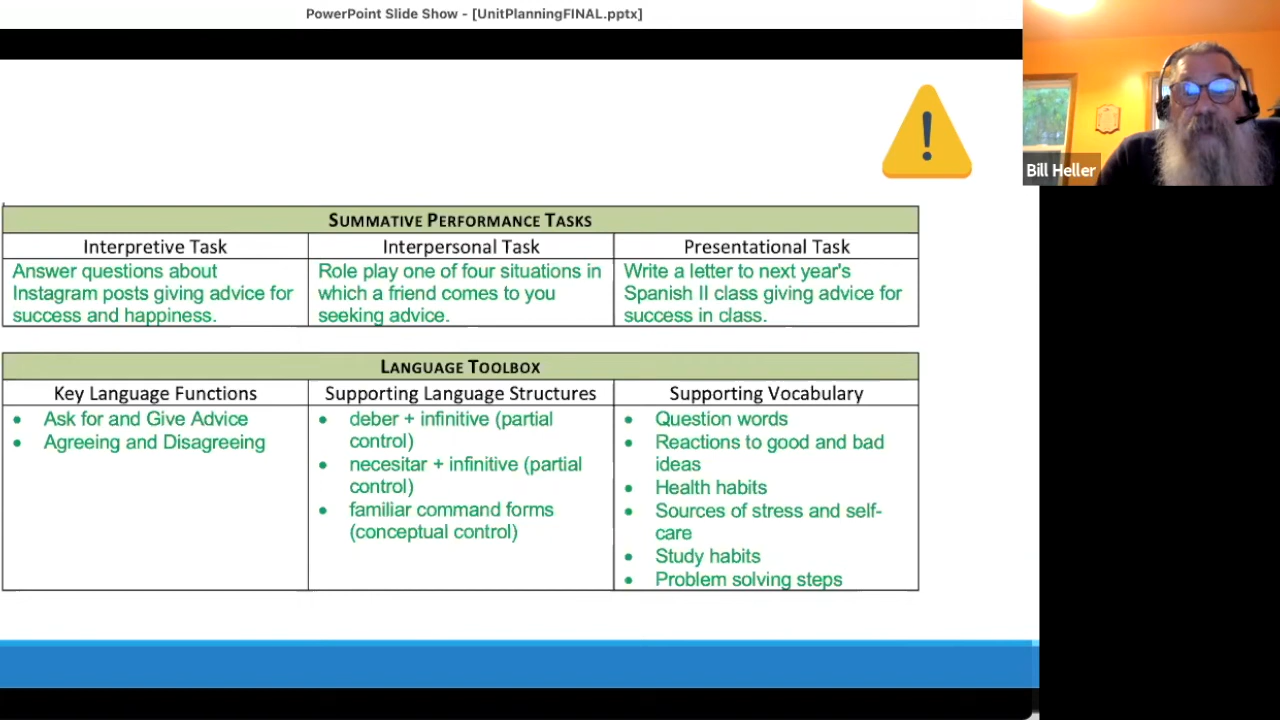 PowerPoint Slide Show - [UnitPlanningFINAL.pptx]
!
Bill Heller
SUMMATIVE PERFORMANCE TASKS
Interpretive Task
Interpersonal Task
Presentational Task
Answer questions about
Instagram posts giving advice for
success and happiness.
Role play one of four situations in
which a friend comes to you
seeking advice.
Write a letter to next year's
Spanish II class giving advice for
success in class.
LANGUAGE TOOLBOX
Key Language Functions
Supporting Language Structures
Supporting Vocabulary
• Ask for and Give Advice
• Agreeing and Disagreeing
• deber + infinitive (partial
control)
• necesitar + infinitive (partial
control)
• familiar command forms
(conceptual control)
• Question words
• Reactions to good and bad
ideas
• Health habits
• Sources of stress and self-
care
• Study habits
• Problem solving steps